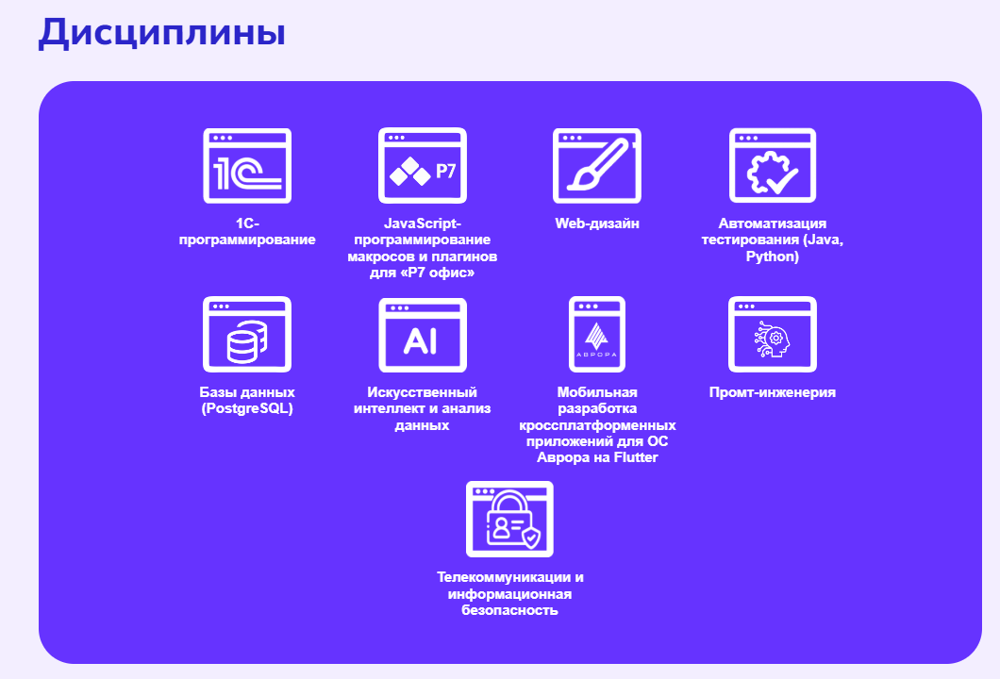 Дисциплины
1C
P7
1С-
программирование
JavaScript-
программирование
макросов и плагинов
для «Р7 офис»
Web-дизайн
Автоматизация
тестирования (Java,
Python)
AI
АВРОРА
Базы данных
(PostgreSQL)
Искусственный
интеллект и анализ
данных
Мобильная
разработка
кроссплатформенных
приложений для ОС
Аврора на Flutter
Промт-инженерия
Телекоммуникации и
информационная
безопасность